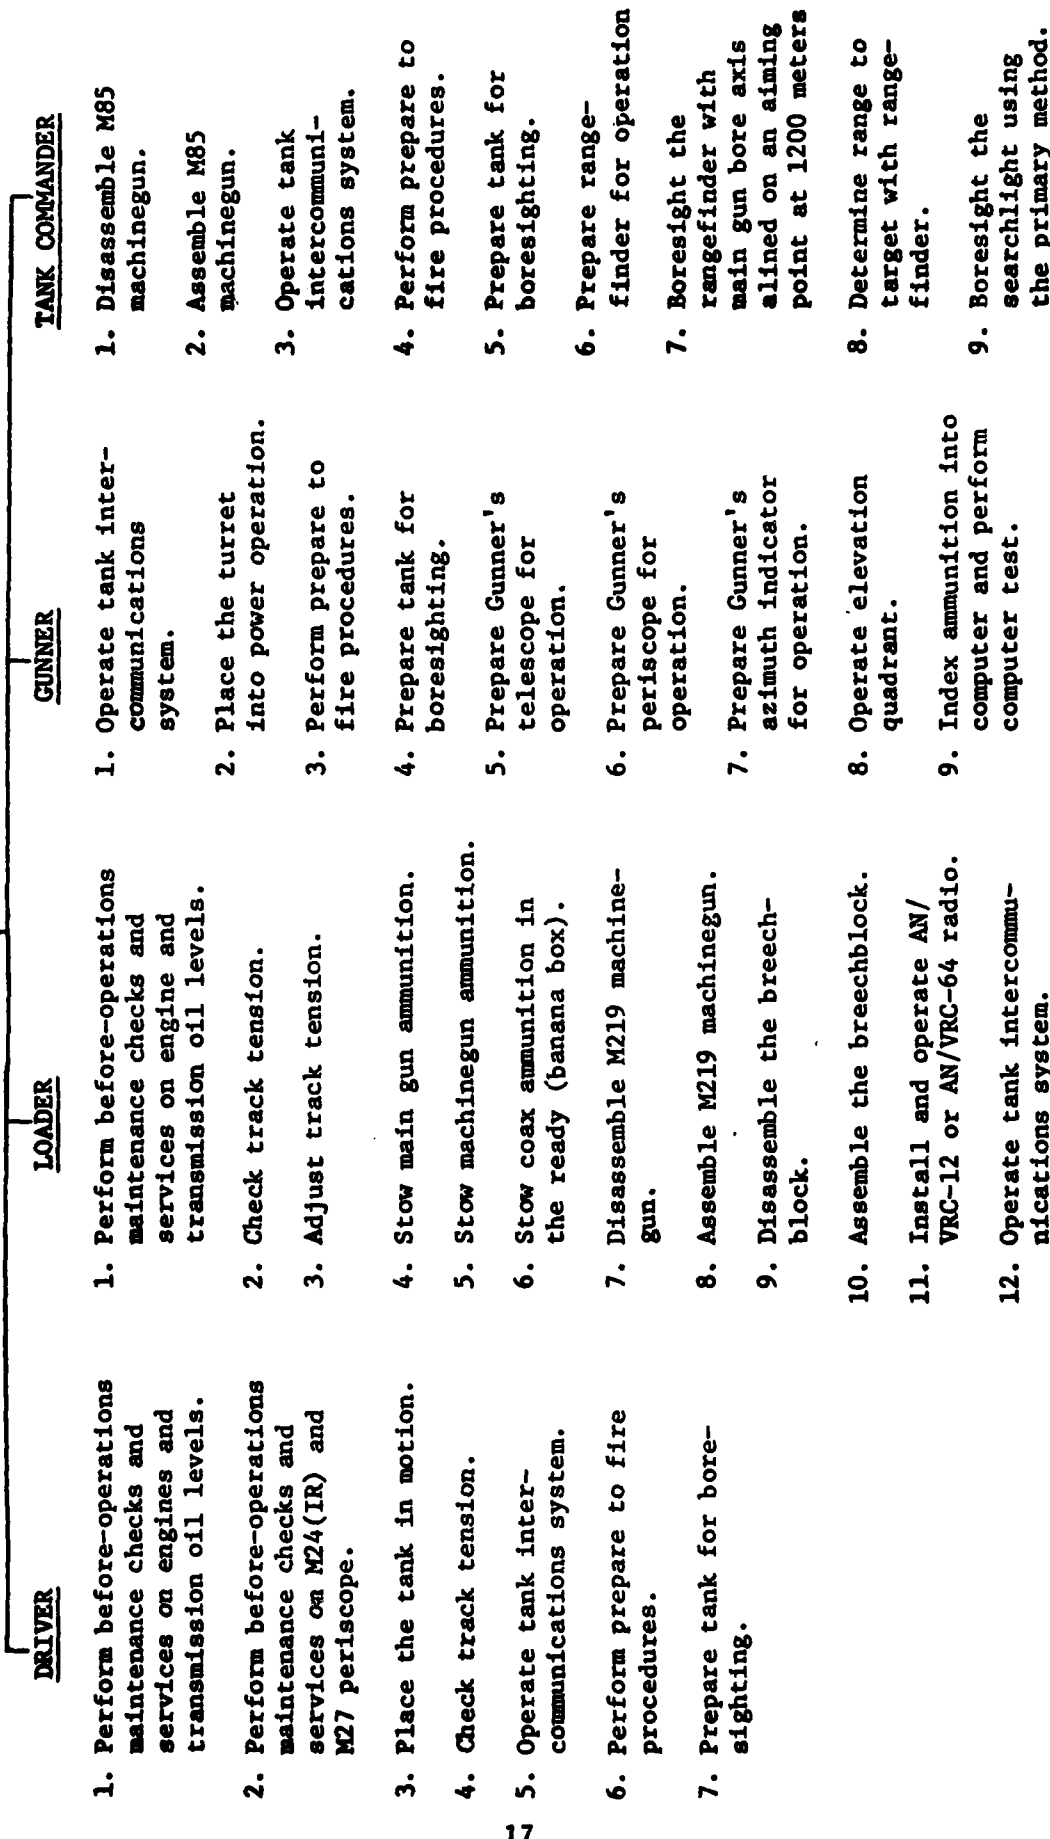 DRIVER
1. Perform before-operations
maintenance checks and
services on engines and
transmission oil levels.
2. Perform before-operations
maintenance checks and
services on M24(IR) and
M27 periscope.
3. Place the tank in motion.
4. Check track tension.
5. Operate tank inter-
communications system.
6. Perform prepare to fire
procedures.
7. Prepare tank for bore-
sighting.
LOADER
1. Perform before-operations
maintenance checks and
services on engine and
transmission oil levels.
2. Check track tension.
3. Adjust track tension.
4. Stow main gun ammunition.
5. Stow machinegun ammunition.
6. Stow coax ammunition in
the ready (banana box).
7. Disassemble M219 machine-
gun.
8. Assemble M219 machinegun.
9. Disassemble the breech-
block.
10. Assemble the breechblock.
11. Install and operate AN/
VRC-12 or AN/VRC-64 radio.
12. Operate tank intercommu-
nications system.
GUNNER
1. Operate tank inter-
communications
system.
2. Place the turret
into power operation.
3. Perform prepare to
fire procedures.
4. Prepare tank for
boresighting.
5. Prepare Gunner's
telescope for
operation.
6. Prepare Gunner's
periscope for
operation.
7. Prepare Gunner's
azimuth indicator
for operation.
8. Operate elevation
quadrant.
9. Index ammunition into
computer and perform
computer test.
TANK COMMANDER
1. Disassemble M85
machinegun.
2. Assemble M85
machinegun.
3. Operate tank
intercommuni-
cations system.
4. Perform prepare to
fire procedures.
5. Prepare tank for
boresighting.
6. Prepare range-
finder for operation
7. Boresight the
rangefinder with
main gun bore axis
alined on an aiming
point at 1200 meters
8. Determine range to
target with range-
finder.
9. Boresight the
searchlight using
the primary method.
17